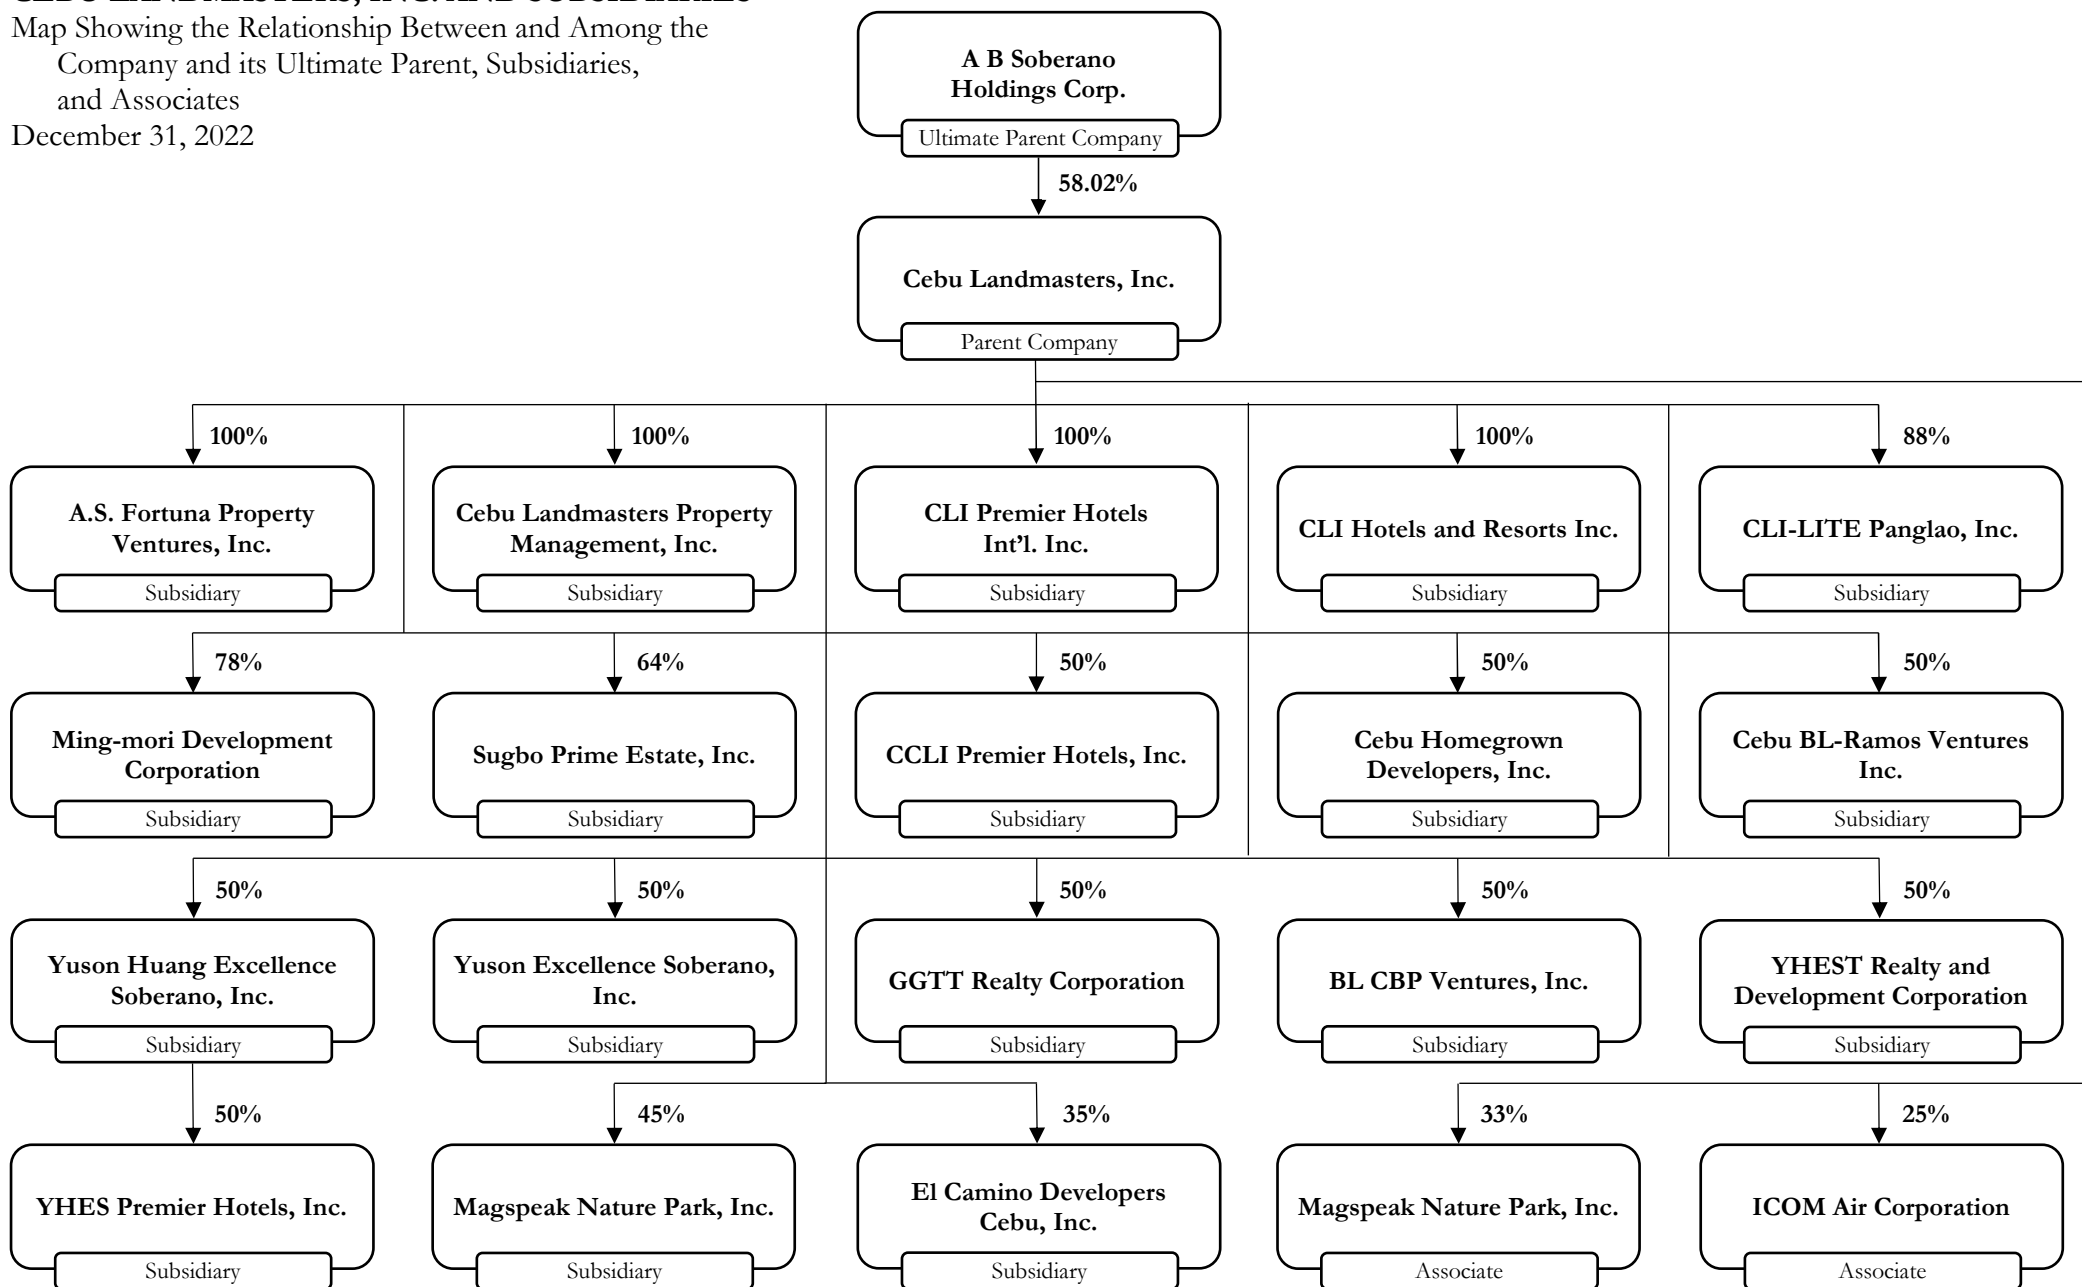 CEBU LANDMASTERS, INC. AND SUBSIDIARIES
Map Showing the Relationship Between and Among the
Company and its Ultimate Parent, Subsidiaries,
and Associates
December 31, 2022
A B Soberano
Holdings Corp.
Ultimate Parent Company
58.02%
Cebu Landmasters, Inc.
Parent Company
100%
100%
100%
100%
88%
A.S. Fortuna Property
Ventures, Inc.
Subsidiary
Cebu Landmasters Property
Management, Inc.
Subsidiary
CLI Premier Hotels
Int'l. Inc.
Subsidiary
CLI Hotels and Resorts Inc.
Subsidiary
CLI-LITE Panglao, Inc.
Subsidiary
78%
64%
50%
50%
50%
Ming-mori Development
Corporation
Subsidiary
Sugbo Prime Estate, Inc.
Subsidiary
CCLI Premier Hotels, Inc.
Subsidiary
Cebu Homegrown
Developers, Inc.
Subsidiary
Cebu BL-Ramos Ventures
Inc.
Subsidiary
50%
50%
50%
50%
50%
Yuson Huang Excellence
Soberano, Inc.
Subsidiary
Yuson Excellence Soberano,
Inc.
Subsidiary
GGTT Realty Corporation
Subsidiary
BL CBP Ventures, Inc.
Subsidiary
YHEST Realty and
Development Corporation
Subsidiary
50%
45%
35%
33%
25%
YHES Premier Hotels, Inc.
Subsidiary
Magspeak Nature Park, Inc.
Subsidiary
El Camino Developers
Cebu, Inc.
Subsidiary
Magspeak Nature Park, Inc.
Associate
ICOM Air Corporation
Associate